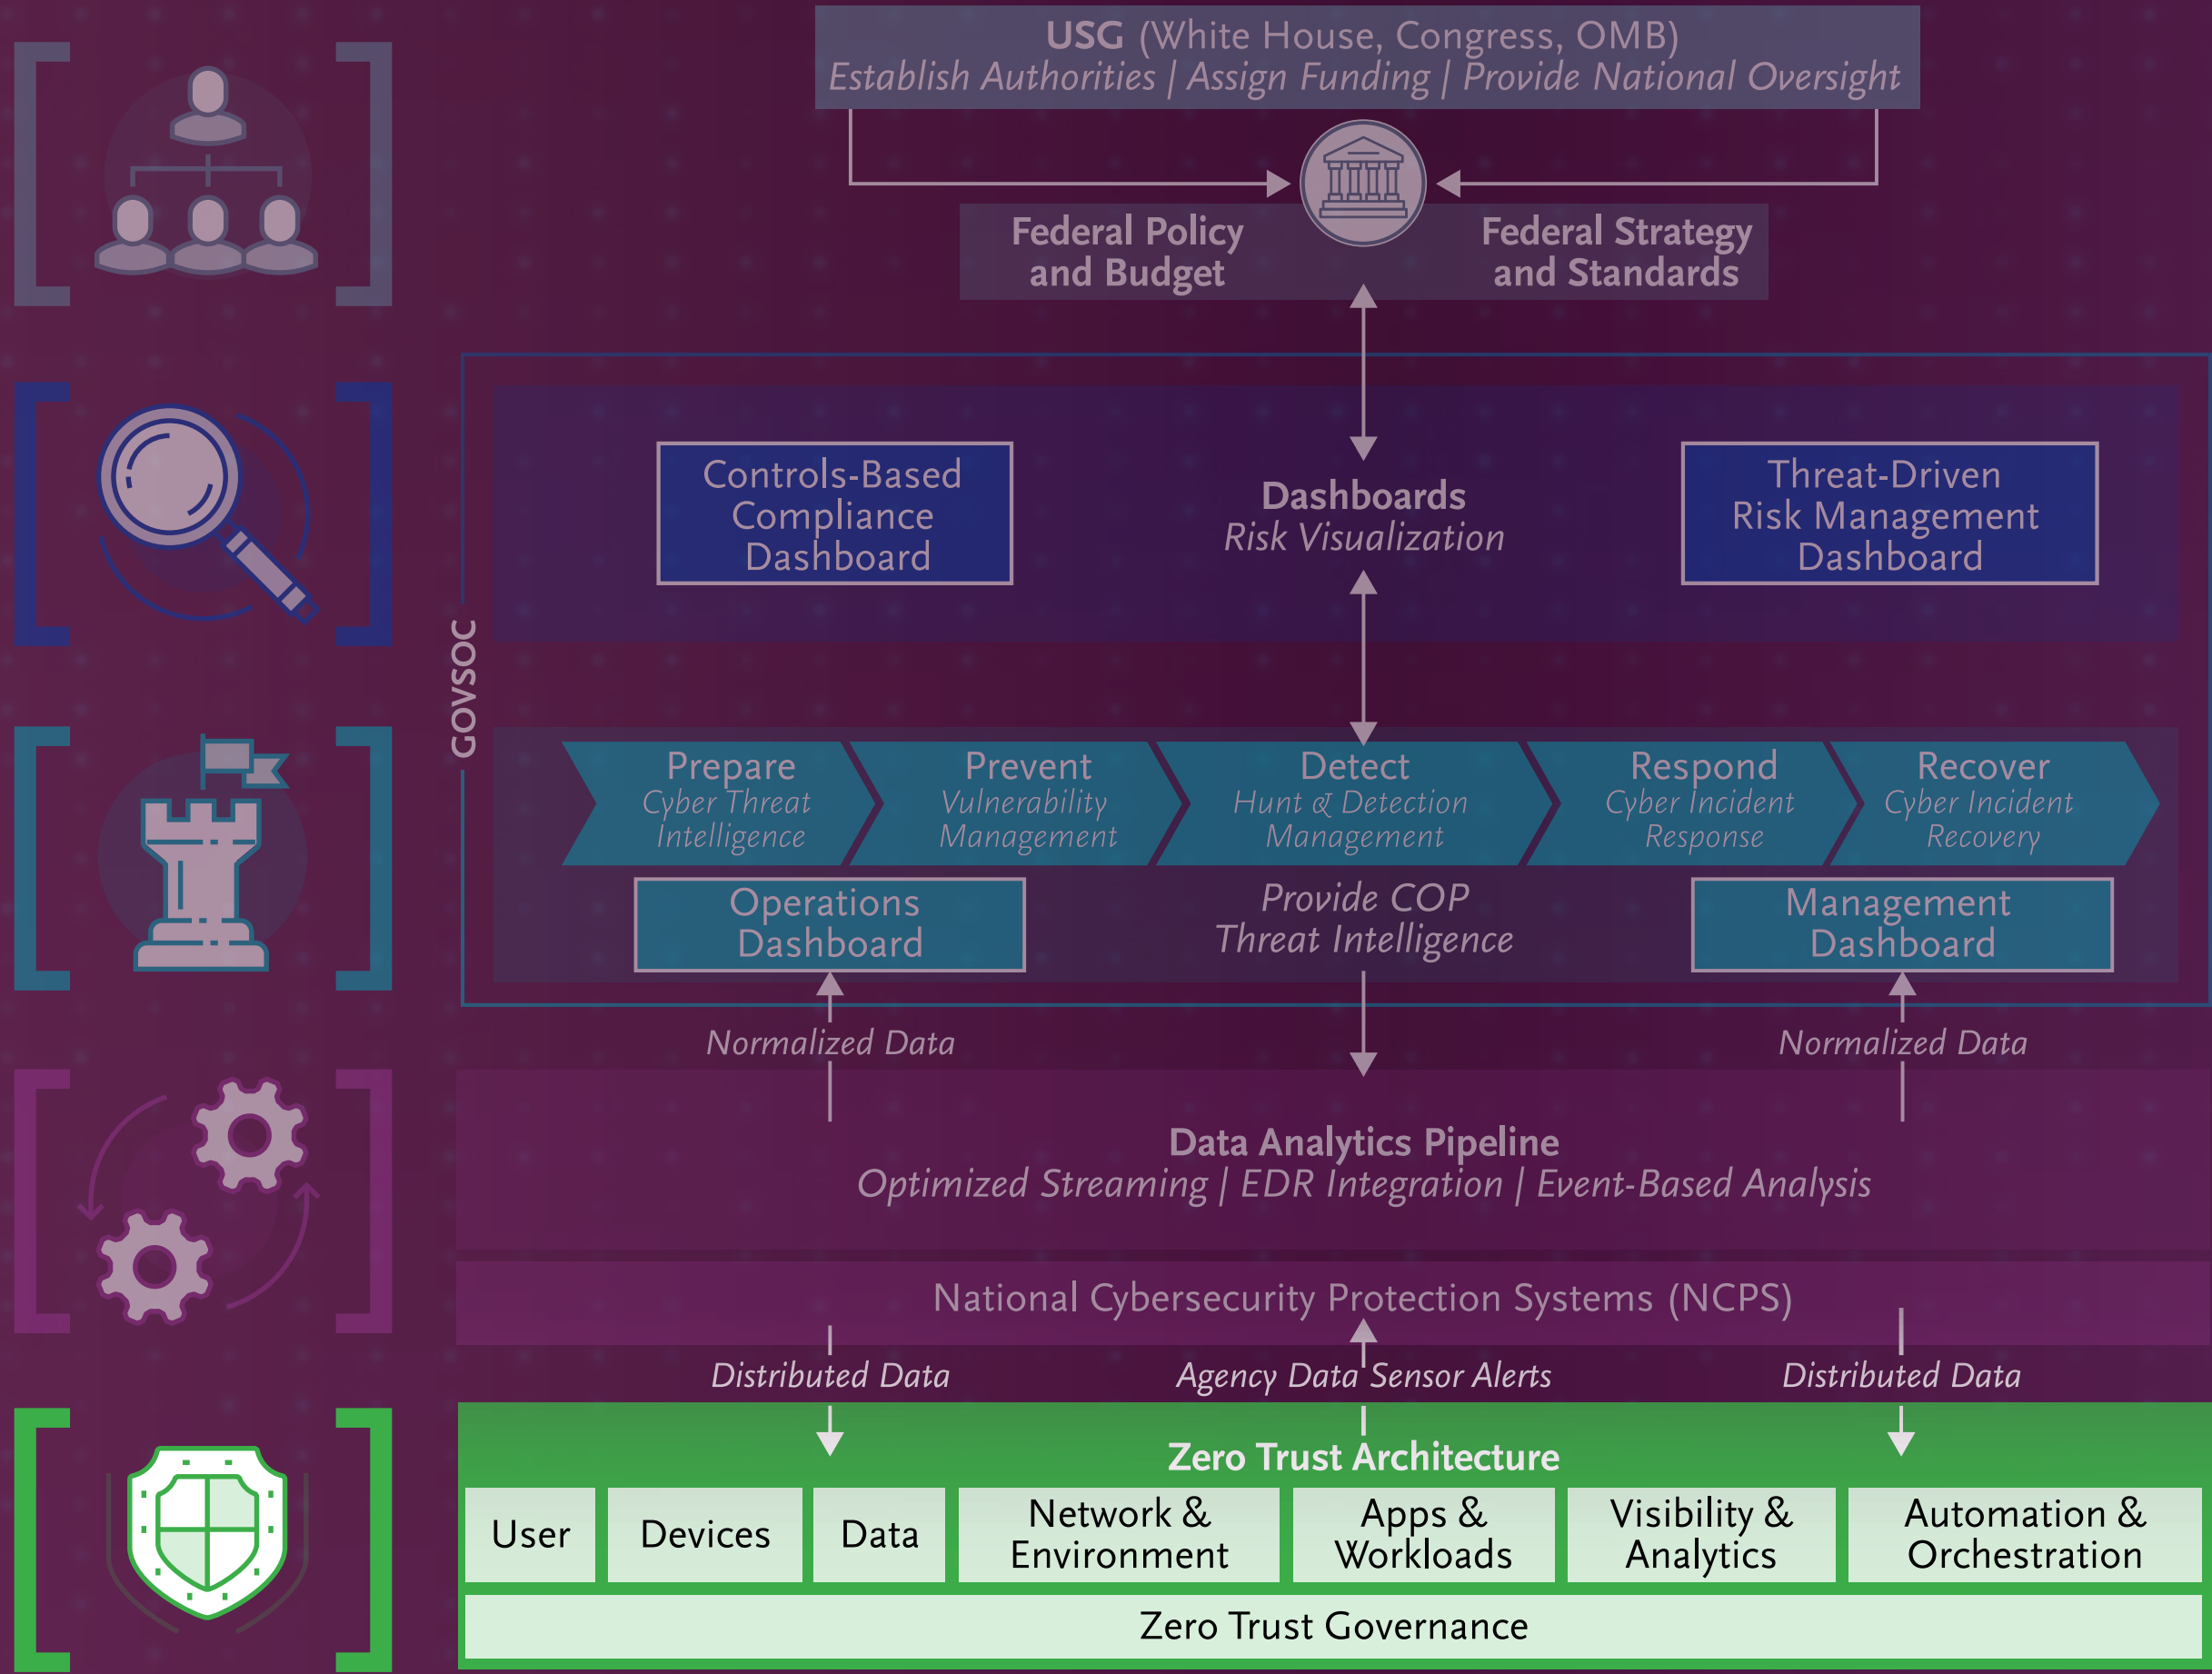 USG (White House, Congress, OMB)
Establish Authorities | Assign Funding | Provide National Oversight
Federal Policy
and Budget
Federal Strategy
and Standards
GOVSOC
Controls-Based
Compliance
Dashboard
Dashboards
Risk Visualization
Threat-Driven
Risk Management
Dashboard
Prepare
Cyber Threat
Intelligence
Prevent
Vulnerability
Management
Detect
Hunt & Detection
Management
Respond
Cyber Incident
Response
Recover
Cyber Incident
Recovery
Operations
Dashboard
Provide COP
Threat Intelligence
Management
Dashboard
Normalized Data
Normalized Data
Data Analytics Pipeline
Optimized Streaming | EDR Integration | Event-Based Analysis
National Cybersecurity Protection Systems (NCPS)
Distributed Data
Agency Data Sensor Alerts
Distributed Data
Zero Trust Architecture
User
Devices
Data
Network &
Environment
Apps &
Workloads
Visibility &
Analytics
Automation &
Orchestration
Zero Trust Governance